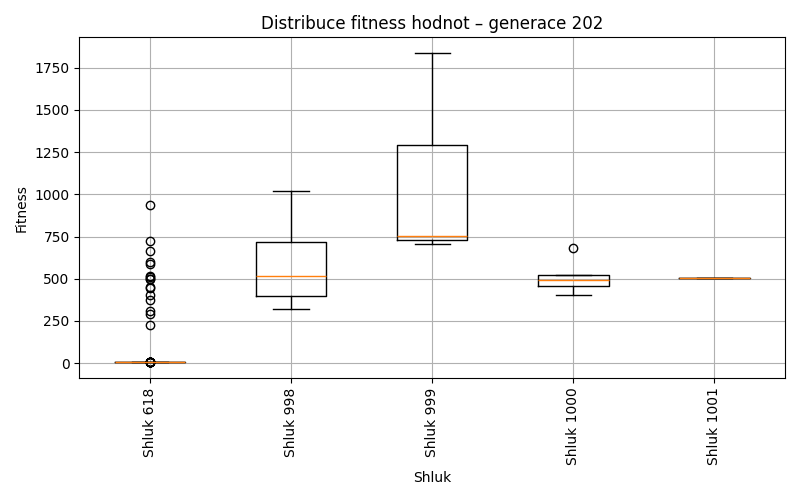 Distribuce fitness hodnot – generace 202
Fitness
1750
1500
1250
1000
750
500
250
0
Shluk 618
Shluk 998
Shluk 999
Shluk 1000
Shluk 1001
Shluk